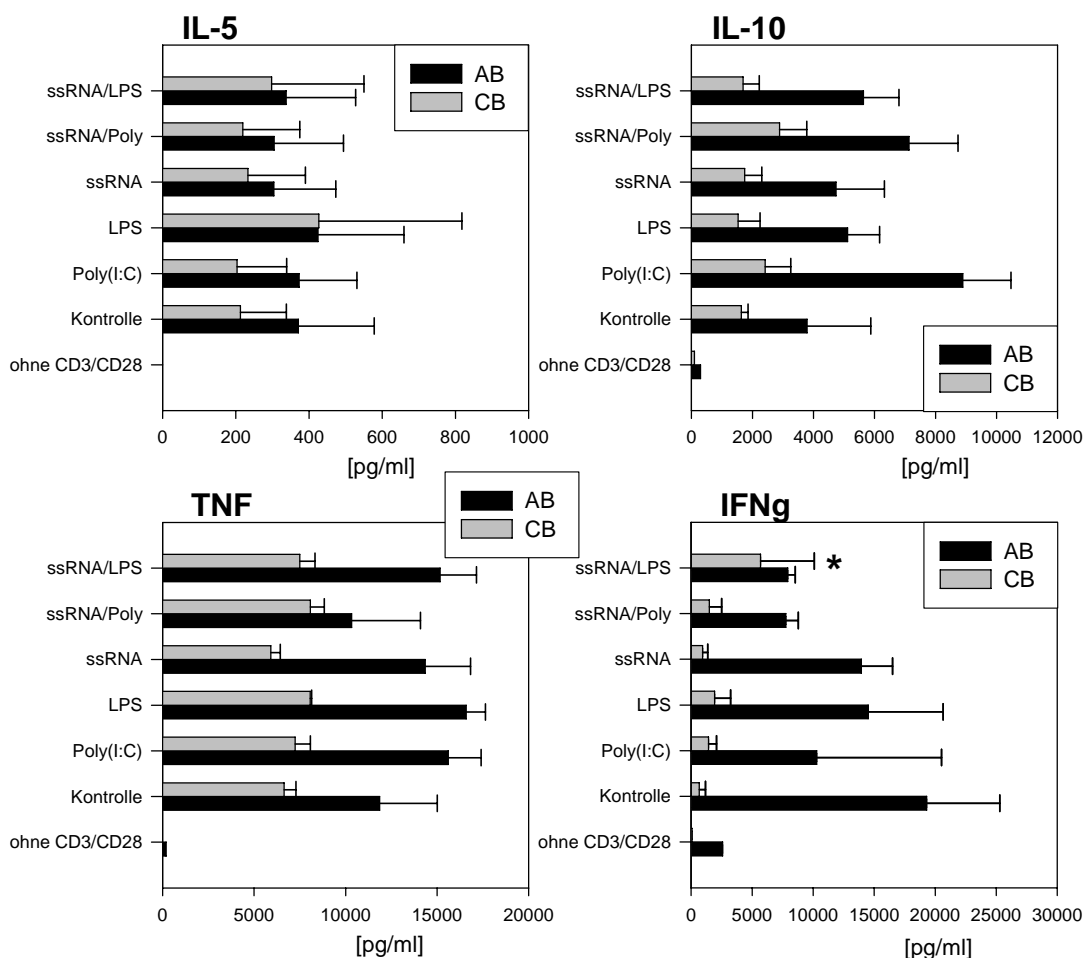 IL-5
AB
CB
ssRNA/LPS
ssRNA/Poly
ssRNA
LPS
Poly(I:C)
Kontrolle
ohne CD3/CD28
0 200 400 600 800 1000
[pg/ml]
IL-10
ssRNA/LPS
ssRNA/Poly
ssRNA
LPS
Poly(I:C)
Kontrolle
ohne CD3/CD28
AB
CB
0 2000 4000 6000 8000 10000 12000
[pg/ml]
TNF
AB
CB
ssRNA/LPS
ssRNA/Poly
ssRNA
LPS
Poly(I:C)
Kontrolle
ohne CD3/CD28
0 5000 10000 15000 20000
[pg/ml]
IFNg
AB
CB
ssRNA/LPS
*
ssRNA/Poly
ssRNA
LPS
Poly(I:C)
Kontrolle
ohne CD3/CD28
0 5000 10000 15000 20000 25000 30000
[pg/ml]